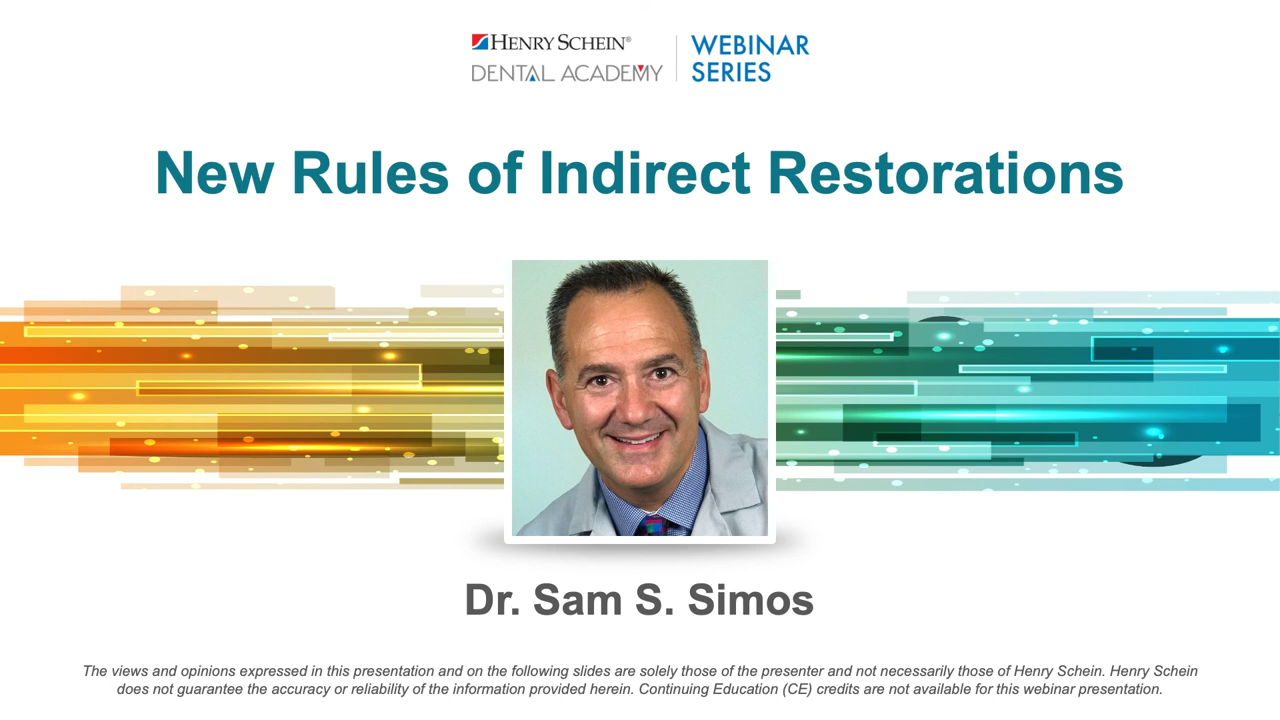 HENRY SCHEIN®
DENTAL ACADEMY
WEBINAR
SERIES
New Rules of Indirect Restorations
Dr. Sam S. Simos
The views and opinions expressed in this presentation and on the following slides are solely those of the presenter and not necessarily those of Henry Schein. Henry Schein
does not guarantee the accuracy or reliability of the information provided herein. Continuing Education (CE) credits are not available for this webinar presentation.